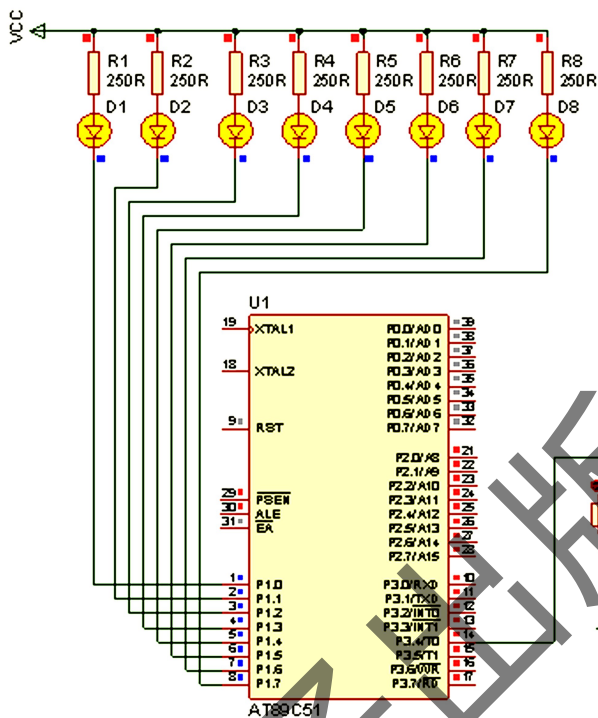 VCC
R1 R2 R3 R4 R5 R6 R7 R8
250R 250R 250R 250R 250R 250R 250R 250R
D1 D2 D3 D4 D5 D6 D7 D8
U1
19 XTAL1 P0.0/AD0 39
P0.1/AD1 38
P0.2/AD2 37
18 XTAL2 P0.3/AD3 36
P0.4/AD4 35
P0.5/AD5 34
P0.6/AD6 33
9 RST P0.7/AD7 32
P2.0/A8 21
P2.1/A9 22
P2.2/A10 23
29 PSEN P2.3/A11 24
30 ALE P2.4/A12 25
31 EA P2.5/A13 26
P2.6/A14 27
P2.7/A15 28
1 P1.0 P3.0/RXD 10
2 P1.1 P3.1/TXD 11
3 P1.2 P3.2/INT0 12
4 P1.3 P3.3/INT1 13
5 P1.4 P3.4/T0 14
6 P1.5 P3.5/T1 15
7 P1.6 P3.6/WR 16
8 P1.7 P3.7/RD 17
AT89C51
出版